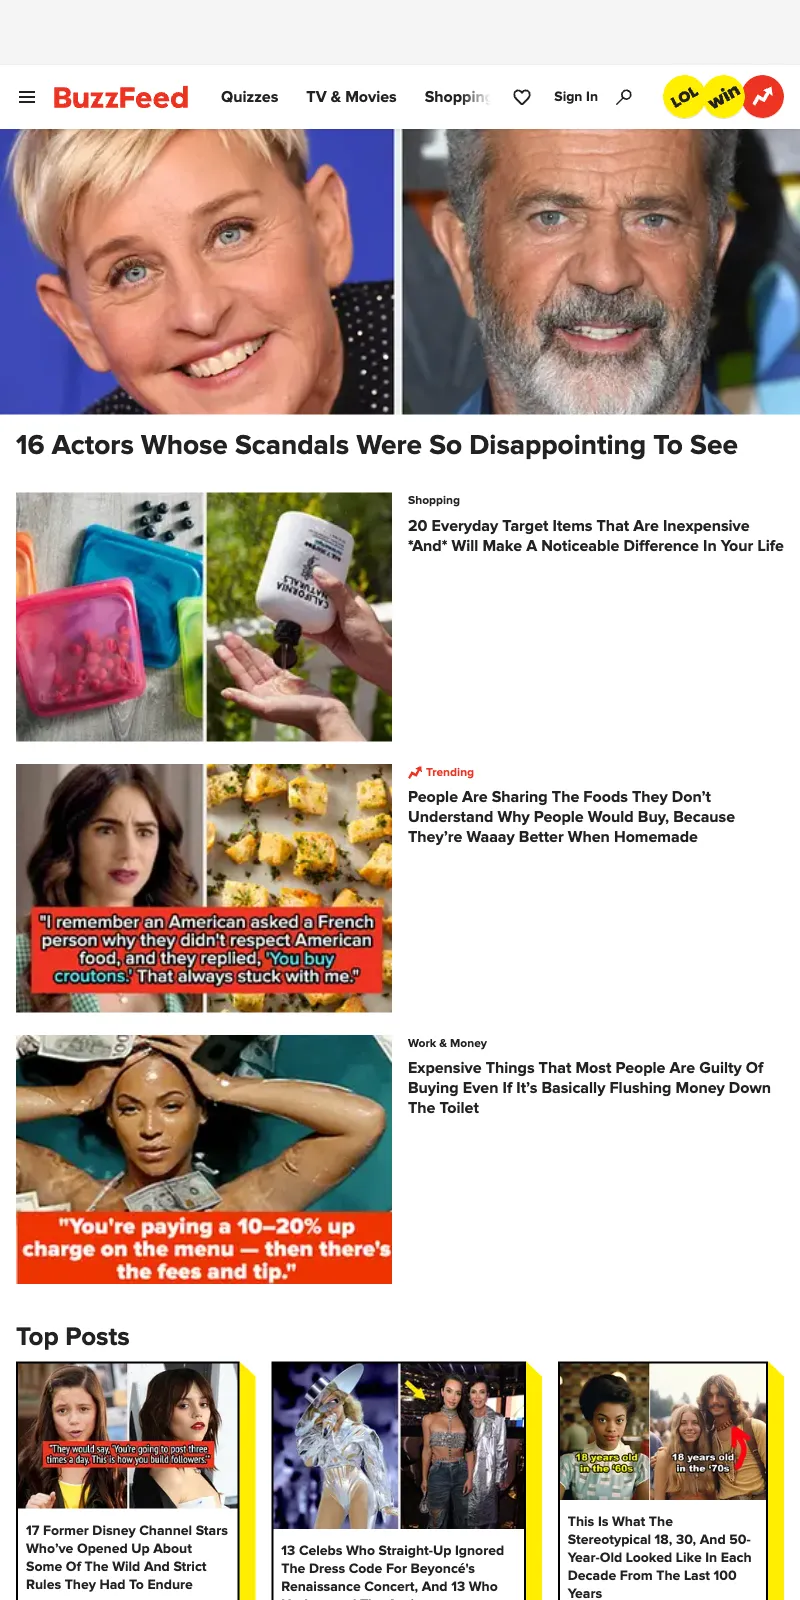 BuzzFeed
Quizzes
TV & Movies
Shopping
Sign In
LOL
win
16 Actors Whose Scandals Were So Disappointing To See
CALIFORNIA
NATURALS
Shopping
20 Everyday Target Items That Are Inexpensive
*And* Will Make A Noticeable Difference In Your Life
"I remember an American asked a French
person why they didn't respect American
food, and they replied, 'You buy
croutons.' That always stuck with me."
Trending
People Are Sharing The Foods They Don’t
Understand Why People Would Buy, Because
They’re Waaay Better When Homemade
"You're paying a 10–20% up
charge on the menu — then there's
the fees and tip."
Work & Money
Expensive Things That Most People Are Guilty Of
Buying Even If It’s Basically Flushing Money Down
The Toilet
Top Posts
"They would say, 'You're going to post three
times a day. This is how you build followers.'"
17 Former Disney Channel Stars
Who’ve Opened Up About
Some Of The Wild And Strict
Rules They Had To Endure
13 Celebs Who Straight-Up Ignored
The Dress Code For Beyoncé's
Renaissance Concert, And 13 Who
18 years old
in the '60s
18 years old
in the '70s
This Is What The
Stereotypical 18, 30, And 50-
Year-Old Looked Like In Each
Decade From The Last 100
Years